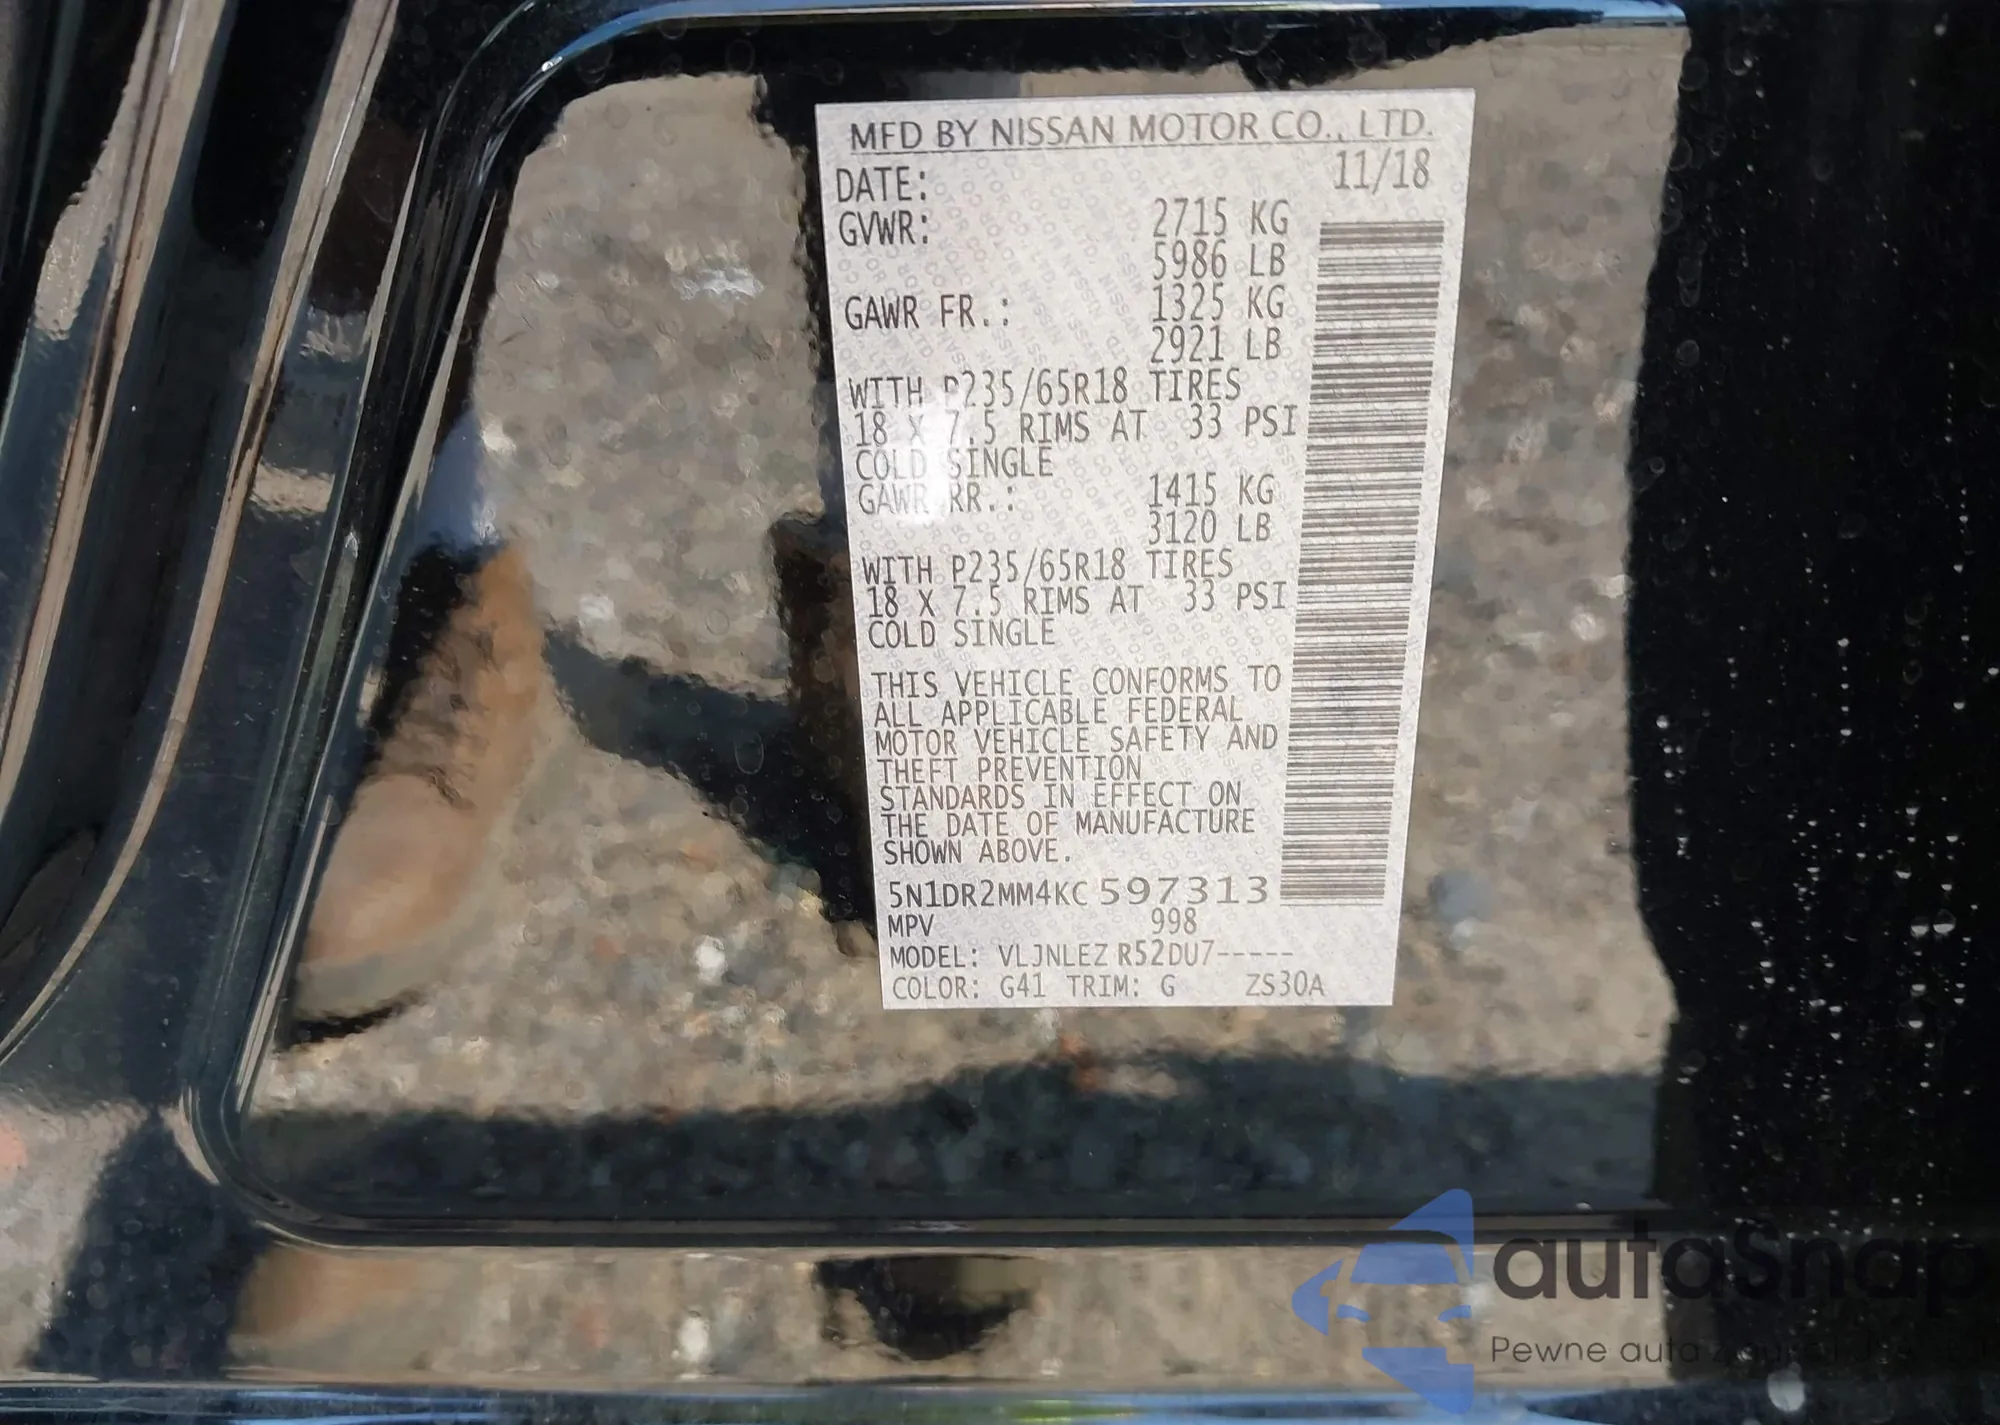 MFD BY NISSAN MOTOR CO., LTD.
DATE: 11/18
GVWR: 2715 KG
5986 LB
GAWR FR.: 1325 KG
2921 LB
WITH P235/65R18 TIRES
18 X 7.5 RIMS AT 33 PSI
COLD SINGLE
GAWR RR.: 1415 KG
3120 LB
WITH P235/65R18 TIRES
18 X 7.5 RIMS AT 33 PSI
COLD SINGLE
THIS VEHICLE CONFORMS TO
ALL APPLICABLE FEDERAL
MOTOR VEHICLE SAFETY AND
THEFT PREVENTION
STANDARDS IN EFFECT ON
THE DATE OF MANUFACTURE
SHOWN ABOVE.
5N1DR2MM4KC597313
MPV 998
MODEL: VLJNLEZ R52DU7-----
COLOR: G41 TRIM: G ZS30A
autaSnap
Pewne auta z